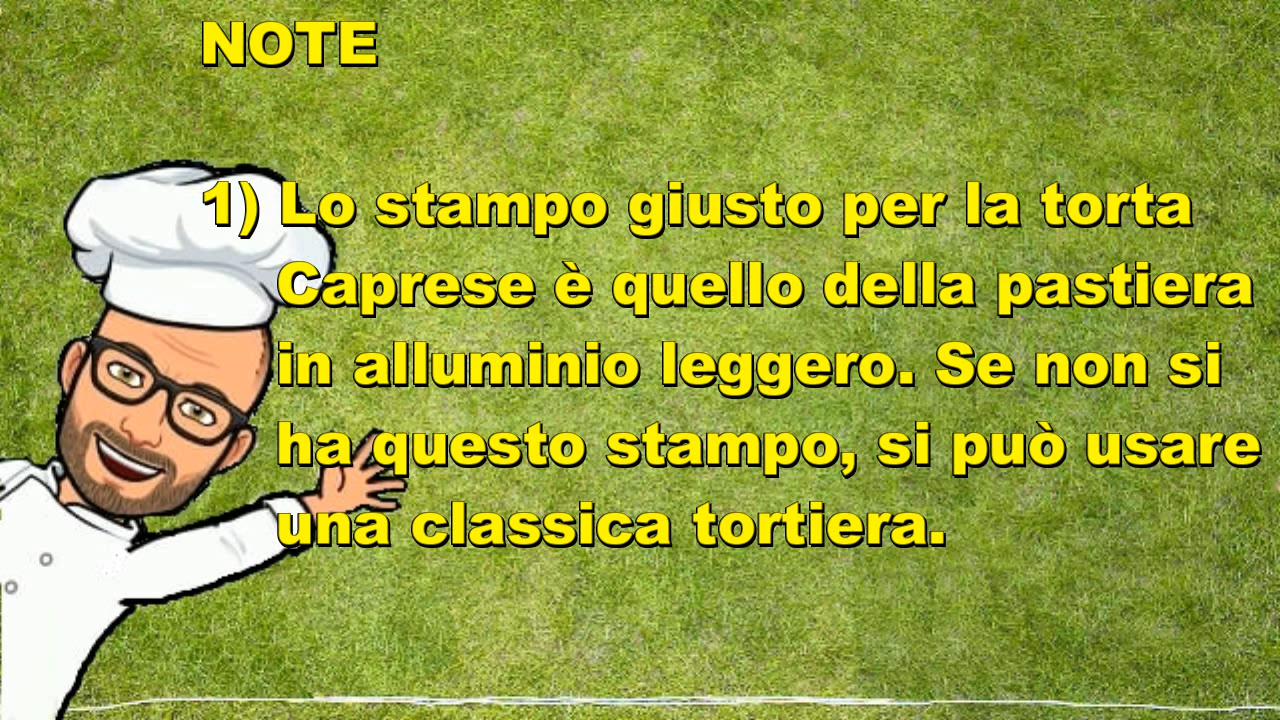 NOTE
1) Lo stampo giusto per la torta
Caprese è quello della pastiera
in alluminio leggero. Se non si
ha questo stampo, si può usare
una classica tortiera.